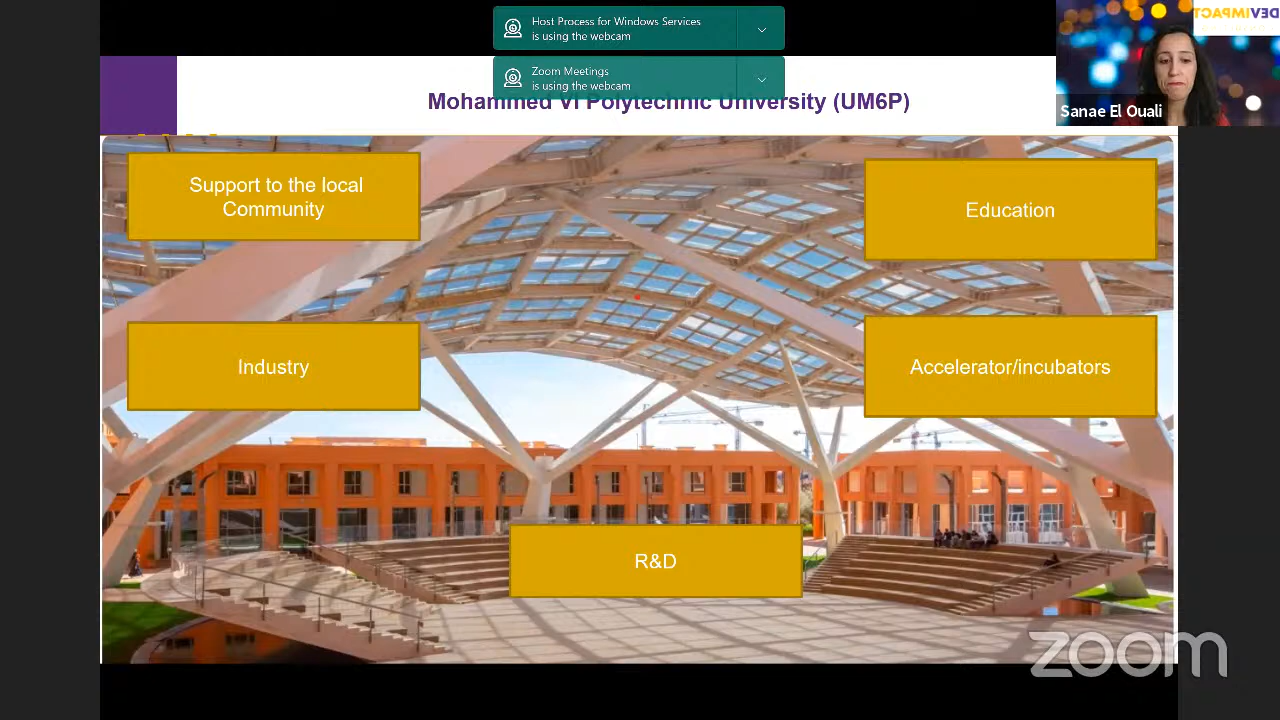 Host Process for Windows Services
is using the webcam
Zoom Meetings
is using the webcam
Sanae El Ouali
Mohammed VI Polytechnic University (UM6P)
Support to the local
Community
Education
Industry
Accelerator/incubators
R&D
zoom